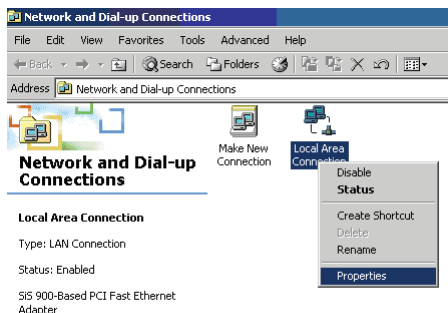 Network and Dial-up Connections
File Edit View Favorites Tools Advanced Help
Back Search Folders
Address Network and Dial-up Connections
Network and Dial-up
Connections
Make New
Connection
Local Area
Connection
Disable
Status
Create Shortcut
Delete
Rename
Properties
Local Area Connection
Type: LAN Connection
Status: Enabled
SiS 900-Based PCI Fast Ethernet
Adapter